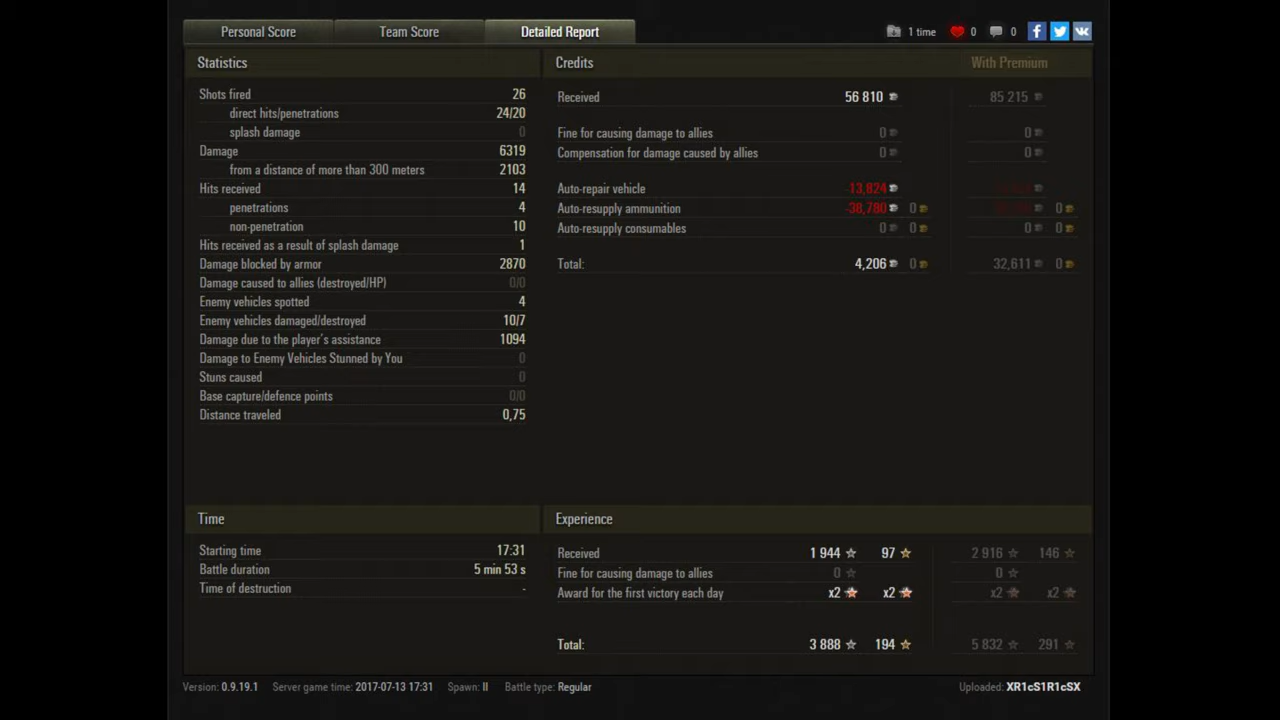 Personal Score Team Score Detailed Report 1 time 0 0
Statistics
Shots fired 26
direct hits/penetrations 24/20
splash damage 0
Damage 6319
from a distance of more than 300 meters 2103
Hits received 14
penetrations 4
non-penetration 10
Hits received as a result of splash damage 1
Damage blocked by armor 2870
Damage caused to allies (destroyed/HP) 0/0
Enemy vehicles spotted 4
Enemy vehicles damaged/destroyed 10/7
Damage due to the player's assistance 1094
Damage to Enemy Vehicles Stunned by You 0
Stuns caused 0
Base capture/defence points 0/0
Distance traveled 0,75
Credits With Premium
Received 56 810 85 215
Fine for causing damage to allies 0 0
Compensation for damage caused by allies 0 0
Auto-repair vehicle -13,824
Auto-resupply ammunition -38,780 0 0
Auto-resupply consumables 0 0 0 0
Total: 4,206 0 32,611 0
Time
Starting time 17:31
Battle duration 5 min 53 s
Time of destruction -
Experience
Received 1 944 97 2 916 146
Fine for causing damage to allies 0 0
Award for the first victory each day x2 x2 x2 x2
Total: 3 888 194 5 832 291
Version: 0.9.19.1 Server game time: 2017-07-13 17:31 Spawn: II Battle type: Regular Uploaded: XR1cS1R1cSX